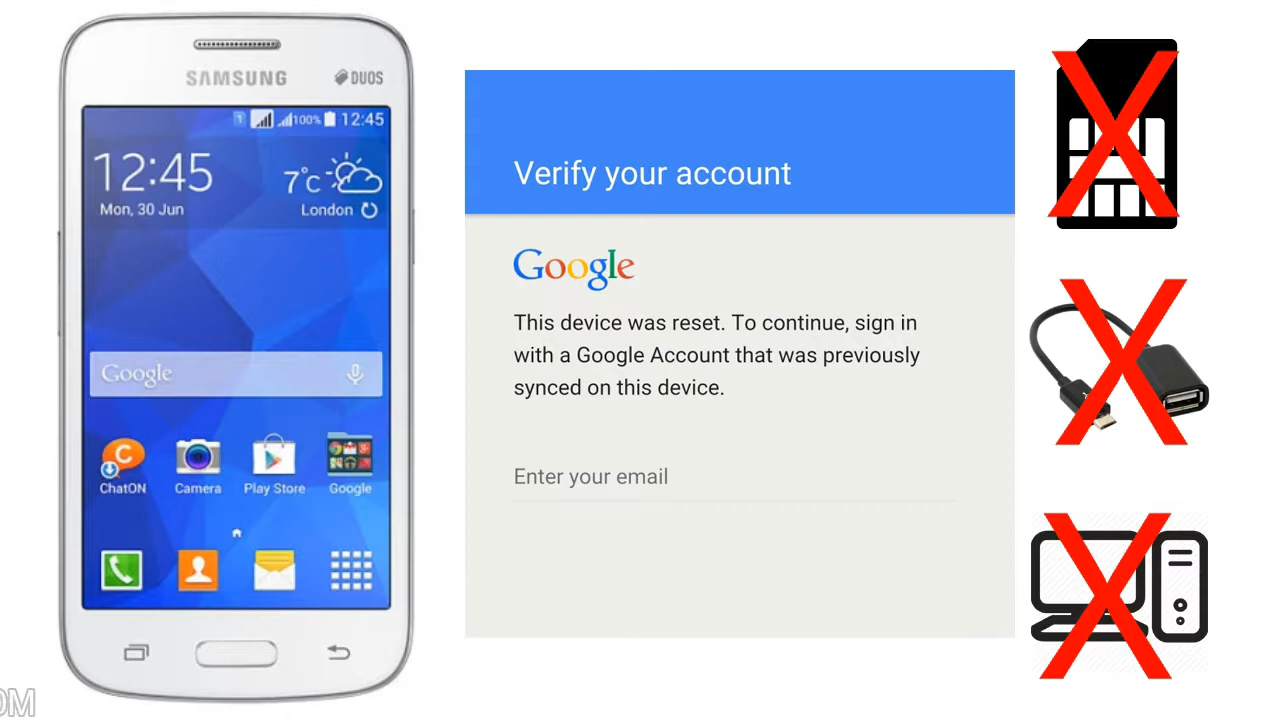 SAMSUNG
DUOS
1
100%
12:45
12:45
7°c
Mon, 30 Jun
London
Google
C
ChatON
Camera
Play Store
Google
Verify your account
Google
This device was reset. To continue, sign in
with a Google Account that was previously
synced on this device.
Enter your email
X
X
X
OM